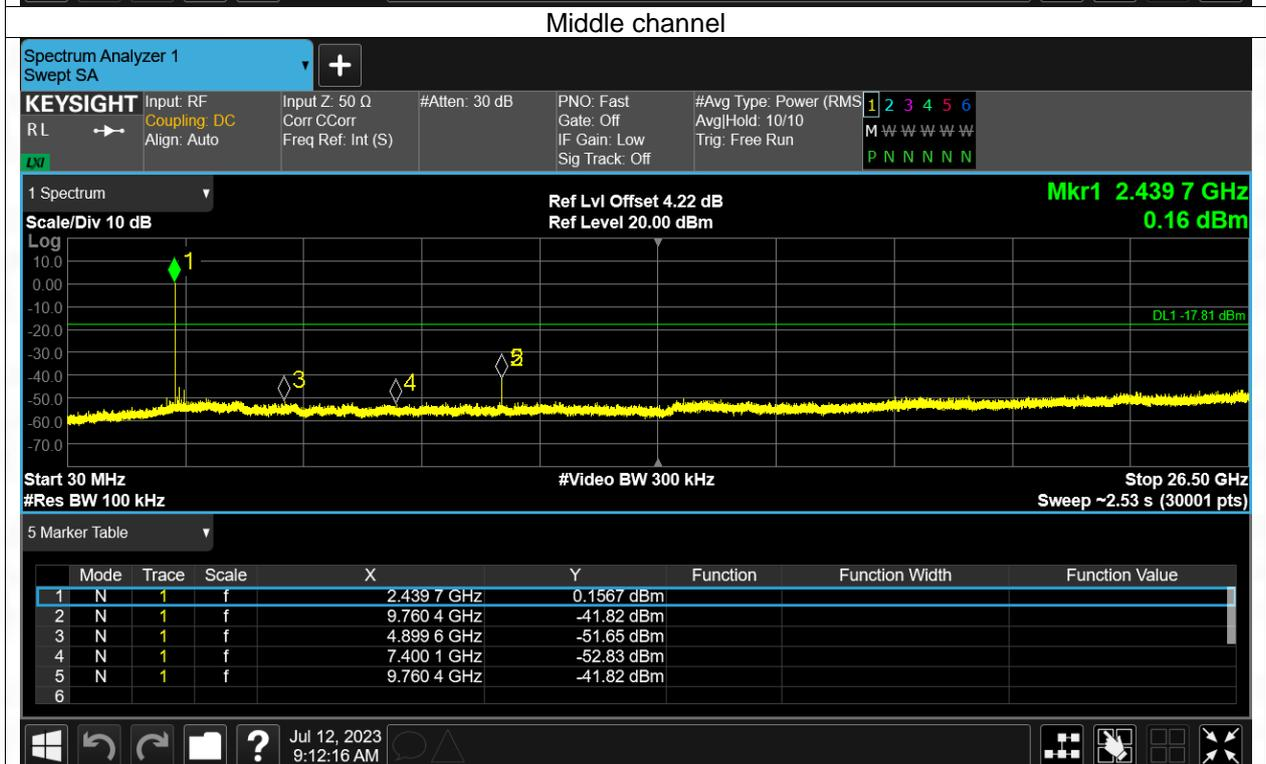 Middle channel
Spectrum Analyzer 1
Swept SA
KEYSIGHT Input: RF Input Z: 50 Ω #Atten: 30 dB PNO: Fast #Avg Type: Power (RMS 1 2 3 4 5 6
RL Coupling: DC Corr CCorr Gate: Off Avg|Hold: 10/10 M W W W W W
Align: Auto Freq Ref: Int (S) IF Gain: Low Trig: Free Run
LXI Sig Track: Off P N N N N N
1 Spectrum Ref Lvl Offset 4.22 dB Mkr1 2.439 7 GHz
Scale/Div 10 dB Ref Level 20.00 dBm 0.16 dBm
Log
10.0 1
0.00
-10.0 DL1 -17.81 dBm
-20.0
-30.0 5 2
-40.0 3 4
-50.0
-60.0
-70.0
Start 30 MHz #Video BW 300 kHz Stop 26.50 GHz
#Res BW 100 kHz Sweep ~2.53 s (30001 pts)
5 Marker Table
Mode Trace Scale X Y Function Function Width Function Value
1 N 1 f 2.439 7 GHz 0.1567 dBm
2 N 1 f 9.760 4 GHz -41.82 dBm
3 N 1 f 4.899 6 GHz -51.65 dBm
4 N 1 f 7.400 1 GHz -52.83 dBm
5 N 1 f 9.760 4 GHz -41.82 dBm
6
? Jul 12, 2023
9:12:16 AM